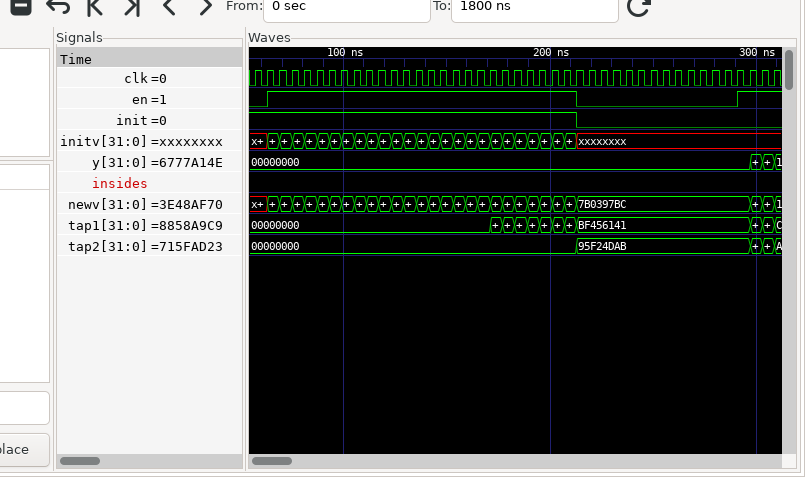 From: 0 sec To: 1800 ns
Signals
Waves
Time
100 ns 200 ns 300 ns
clk=0
en=1
init=0
initv[31:0]=xxxxxxxx x+ + + + + + + + + + + + + + + + + + + + + + + + + xxxxxxxx
y[31:0]=6777A14E 00000000 + + 1
insides
newv[31:0]=3E48AF70 x+ + + + + + + + + + + + + + + + + + + + + + + + + 7B0397BC + + 1
tap1[31:0]=8858A9C9 00000000 + + + + + + + BF456141 + + C
tap2[31:0]=715FAD23 00000000 95F24DAB + + A
place